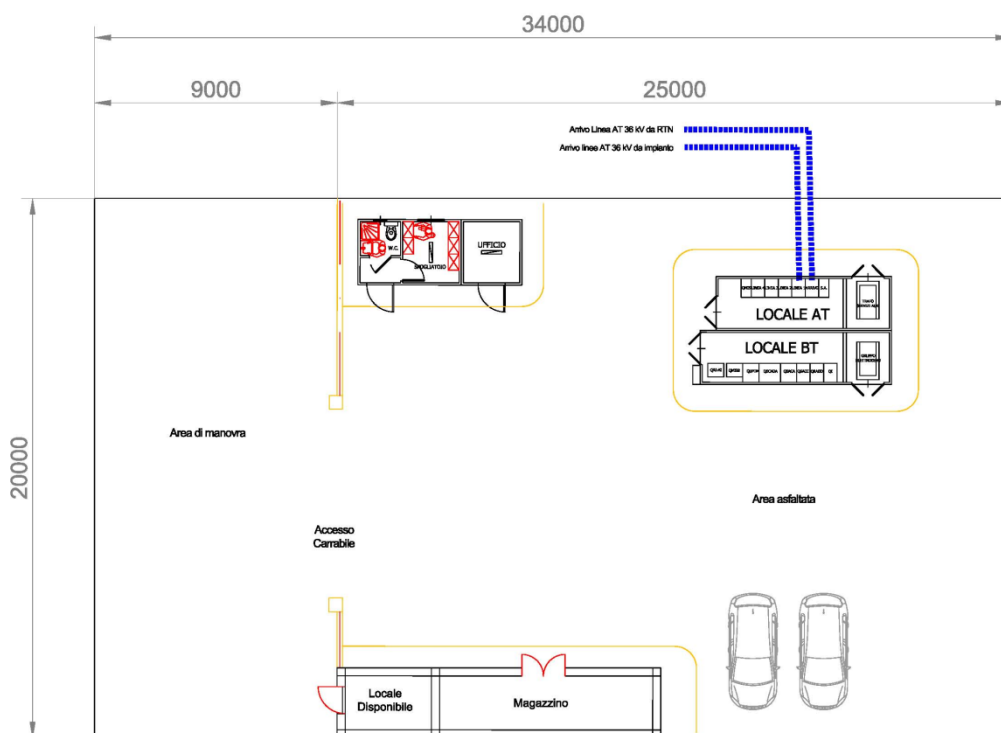 34000
9000
25000
Arrivo Linea AT 36 kV da RTN
Arrivo linee AT 36 kV da impianto
W.C.
SPOGLIATOIO
UFFICIO
S.A.
LOCALE AT
LOCALE BT
20000
Area di manovra
Area asfaltata
Accesso
Carrabile
Locale
Disponibile
Magazzino